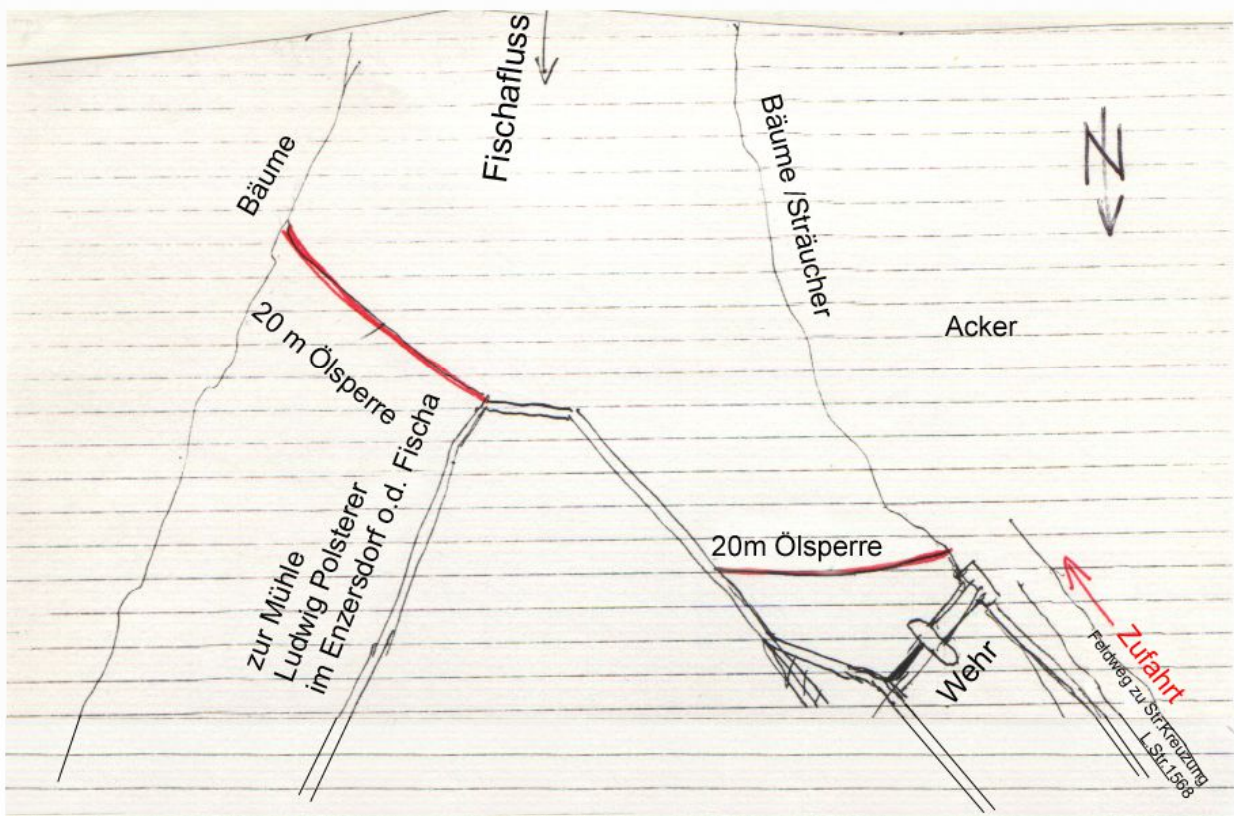 Fischafluss
Bäume
Bäume /Sträucher
N
Acker
20 m Ölsperre
zur Mühle
Ludwig Polsterer
im Enzersdorf o.d. Fischa
20m Ölsperre
Wehr
Zufahrt
Feldweg zu Str.Kreuzung
L.Str.1568